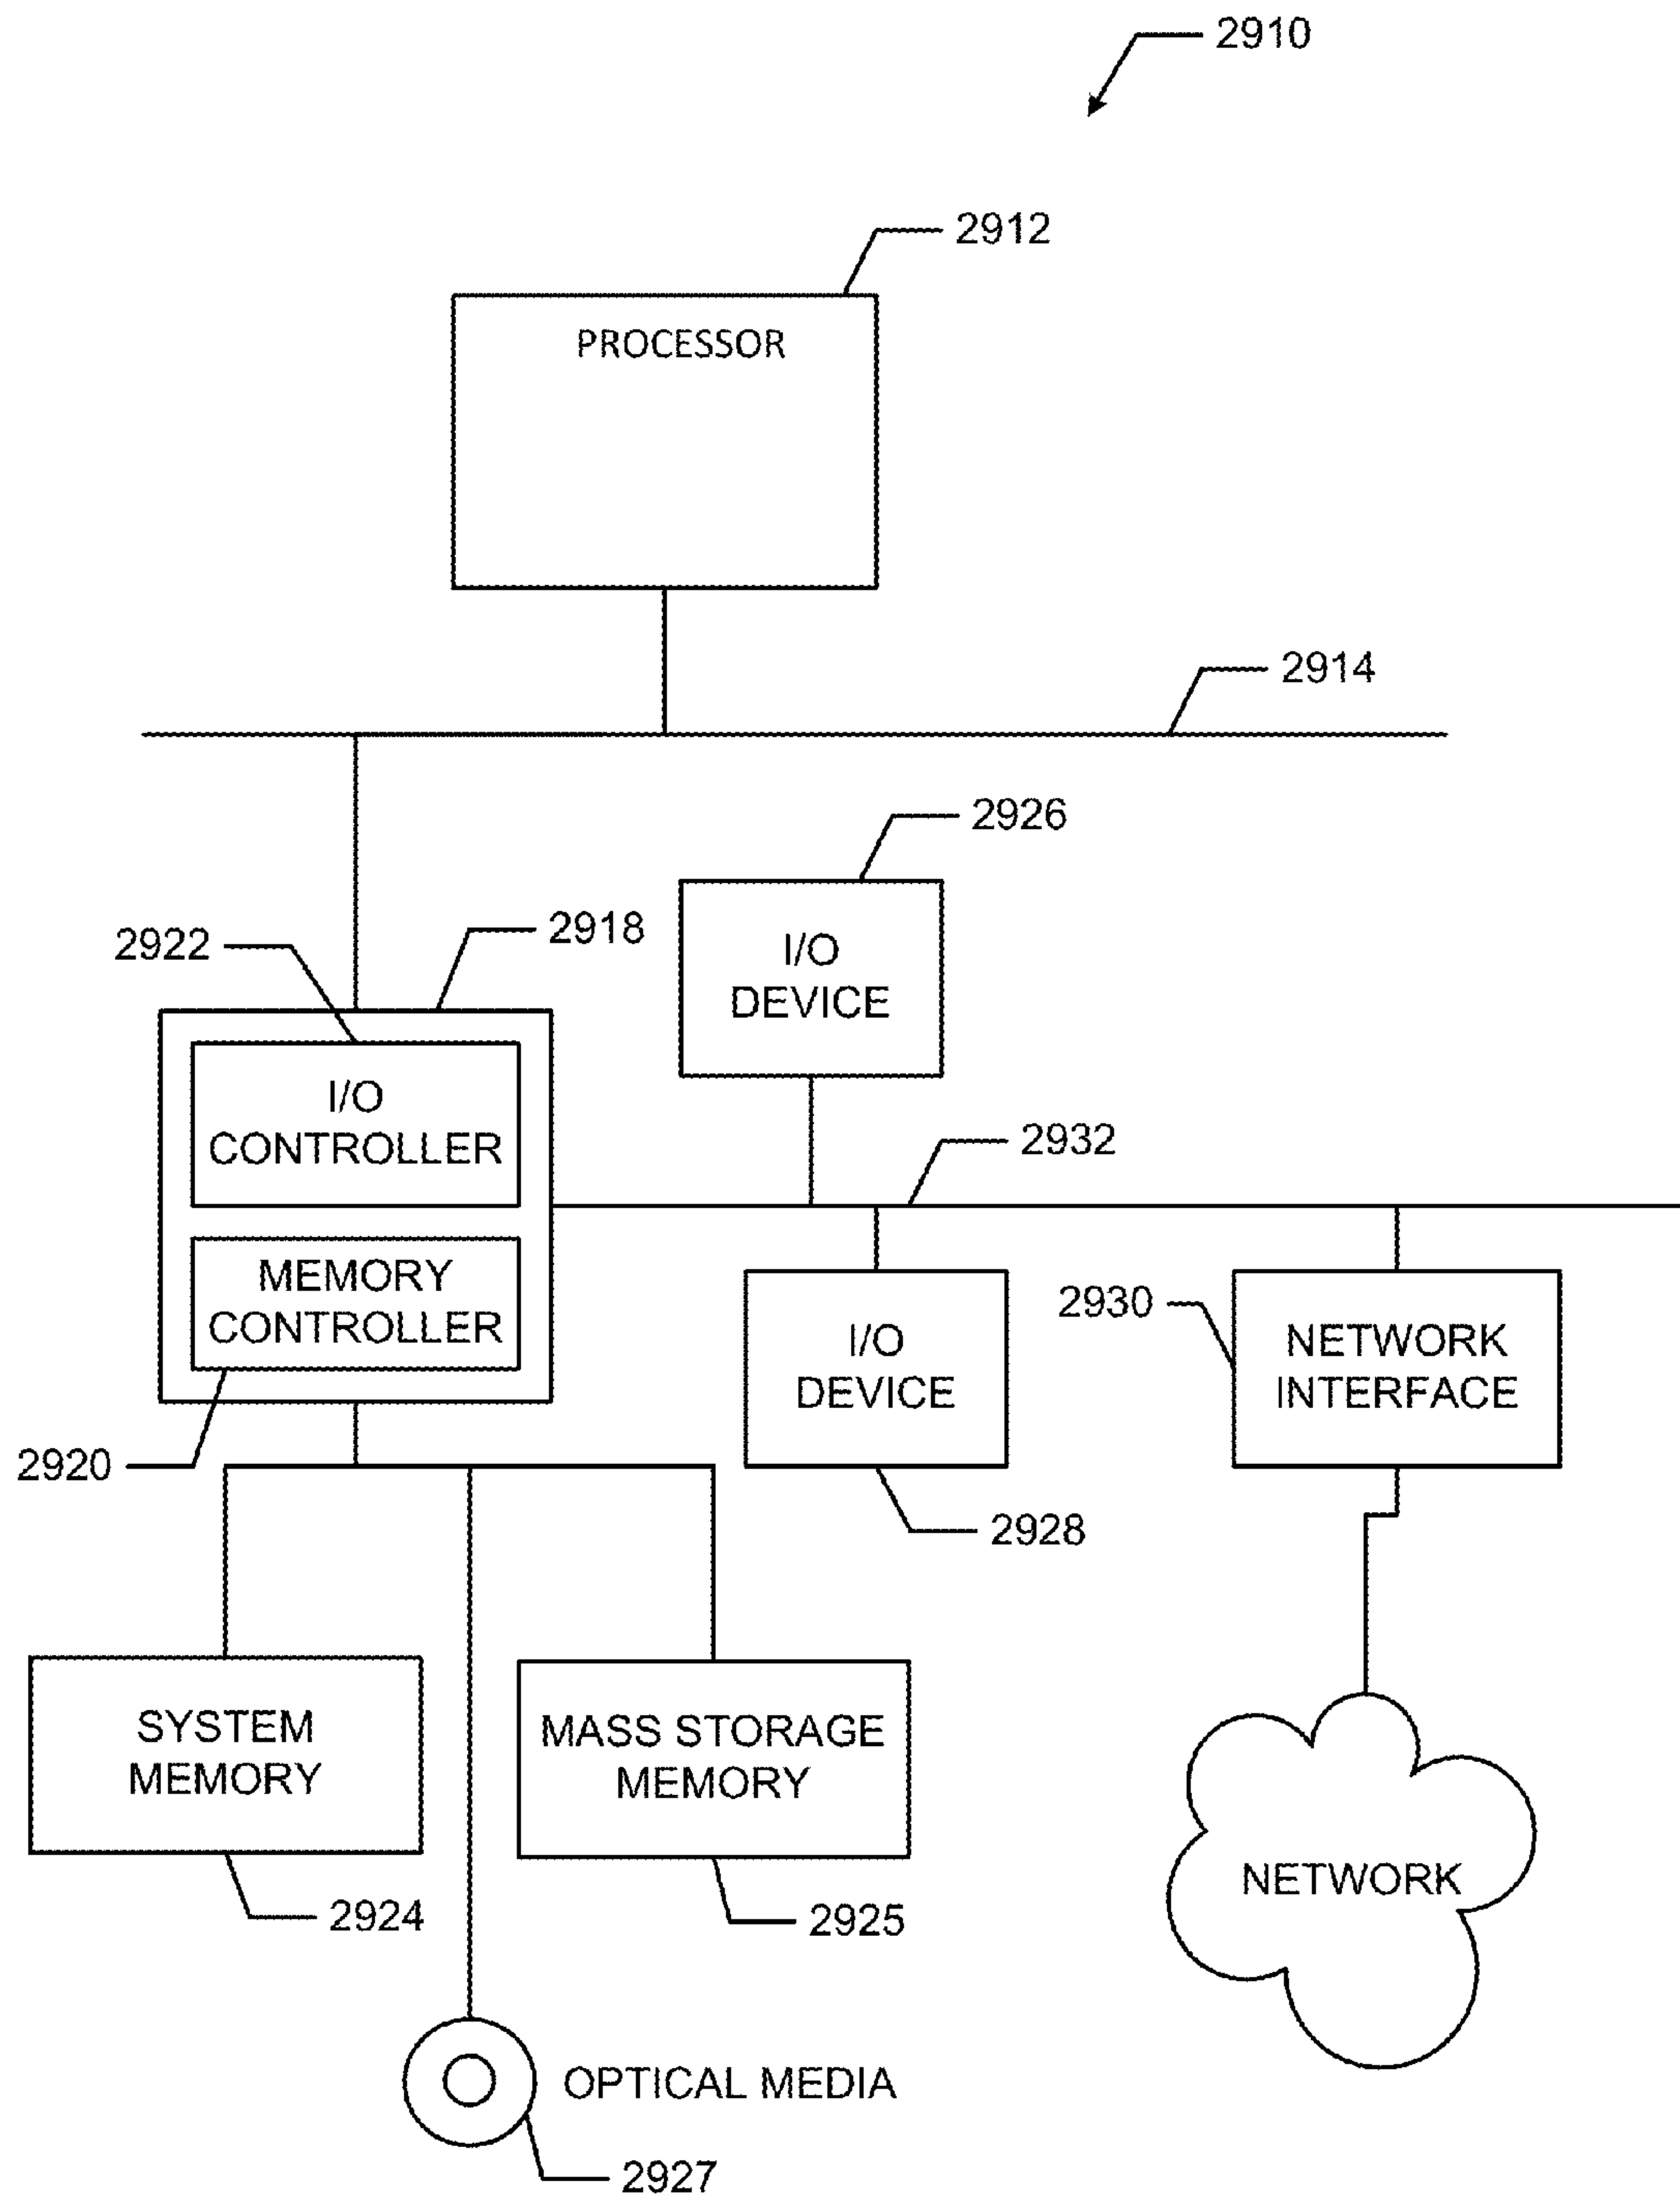 2910
2912
PROCESSOR
2914
2926
I/O
DEVICE
2918
2922
I/O
CONTROLLER
2932
MEMORY
CONTROLLER
2930
NETWORK
INTERFACE
I/O
DEVICE
2920
2928
SYSTEM
MEMORY
MASS STORAGE
MEMORY
NETWORK
2924
2925
OPTICAL MEDIA
2927